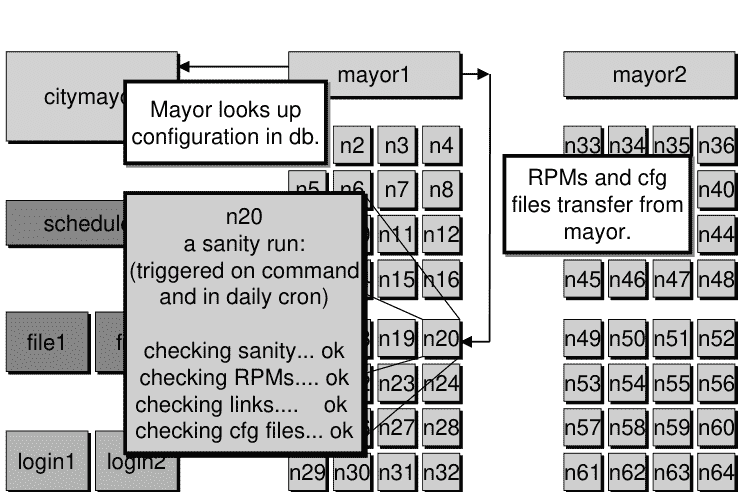 citymayo
mayor1
mayor2
Mayor looks up
configuration in db.
n2 n3 n4
n33 n34 n35 n36
RPMs and cfg
files transfer from
mayor.
n5 n6 n7 n8
n40
schedule
n11 n12
n44
n20
a sanity run:
(triggered on command
and in daily cron)
checking sanity... ok
checking RPMs.... ok
checking links.... ok
checking cfg files... ok
n15 n16
n45 n46 n47 n48
file1 f
n19 n20
n49 n50 n51 n52
n23 n24
n53 n54 n55 n56
n27 n28
n57 n58 n59 n60
login1 login2
n29 n30 n31 n32
n61 n62 n63 n64